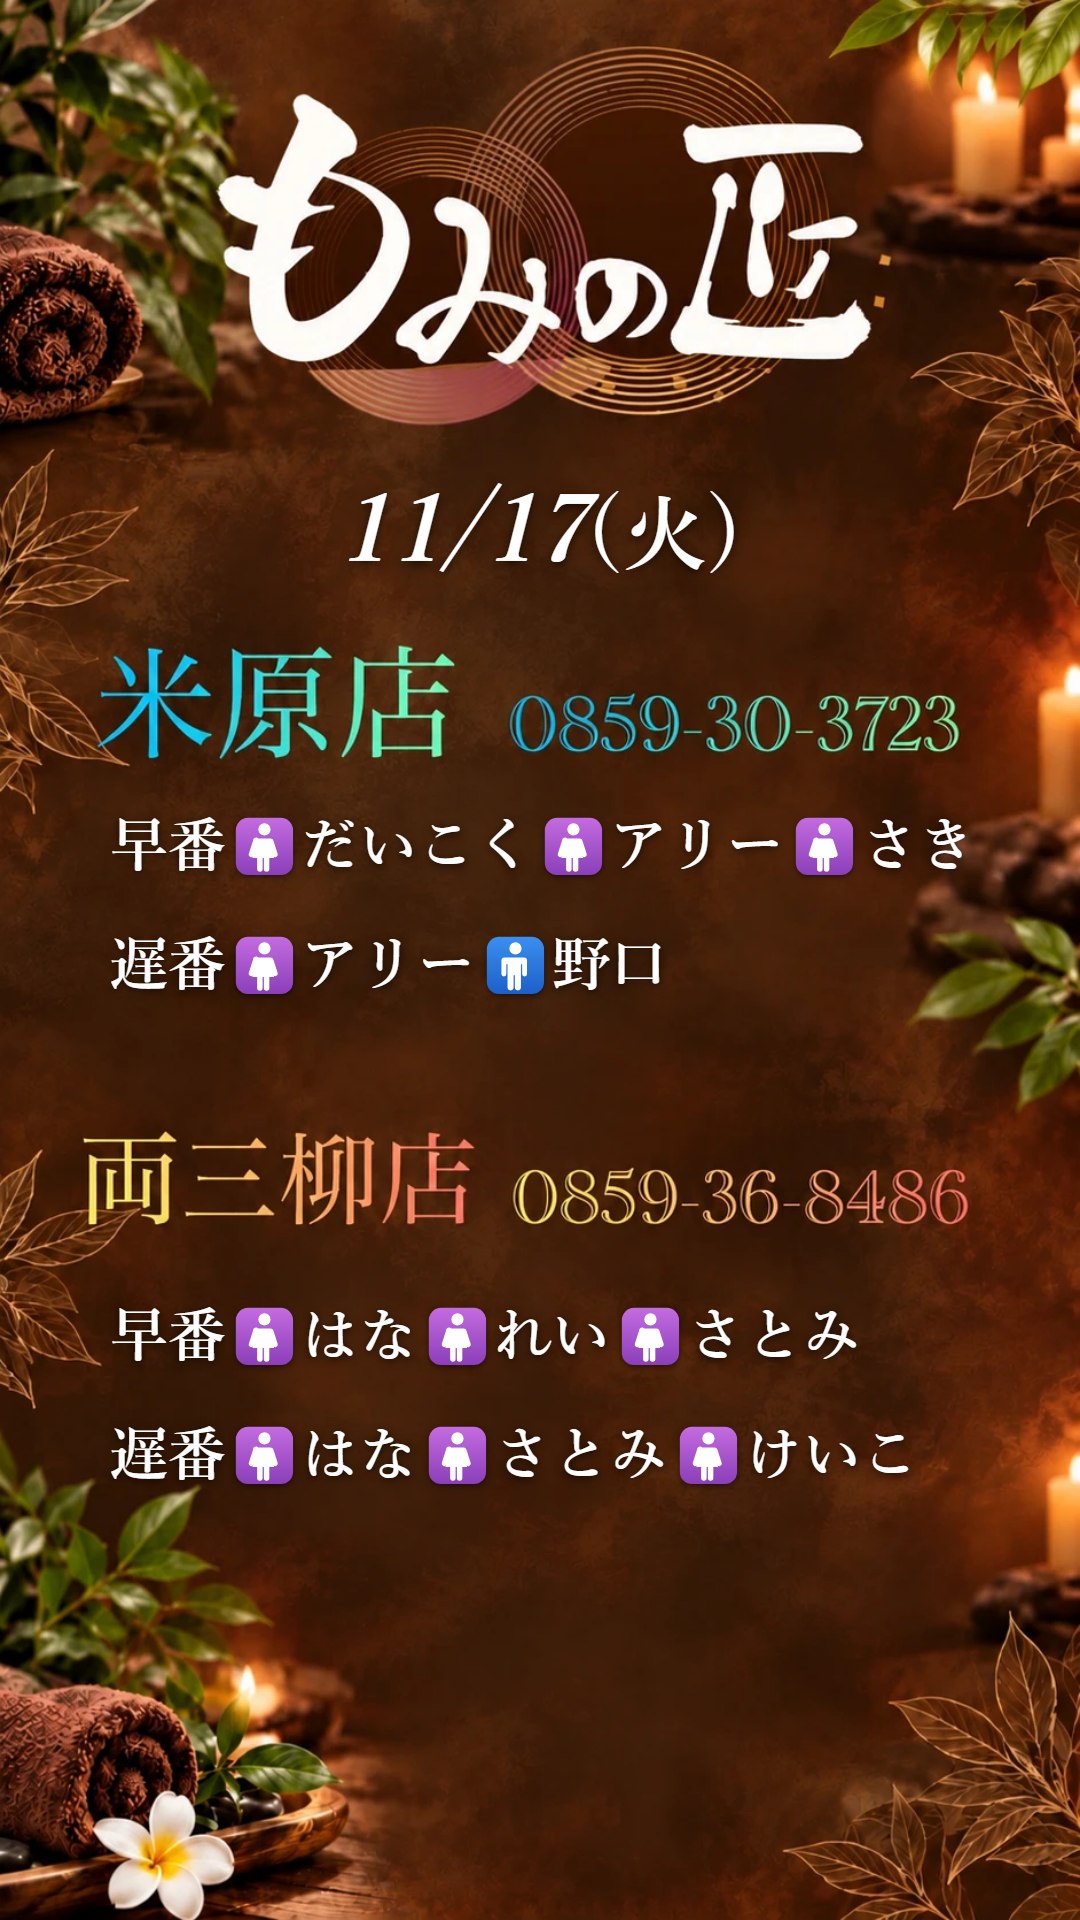 もみの匠
11/17(火)
米原店 0859-30-3723
早番🚺だいこく🚺アリー🚺さき
遅番🚺アリー🚹野口
両三柳店 0859-36-8486
早番🚺はな🚺れい🚺さとみ
遅番🚺はな🚺さとみ🚺けいこ